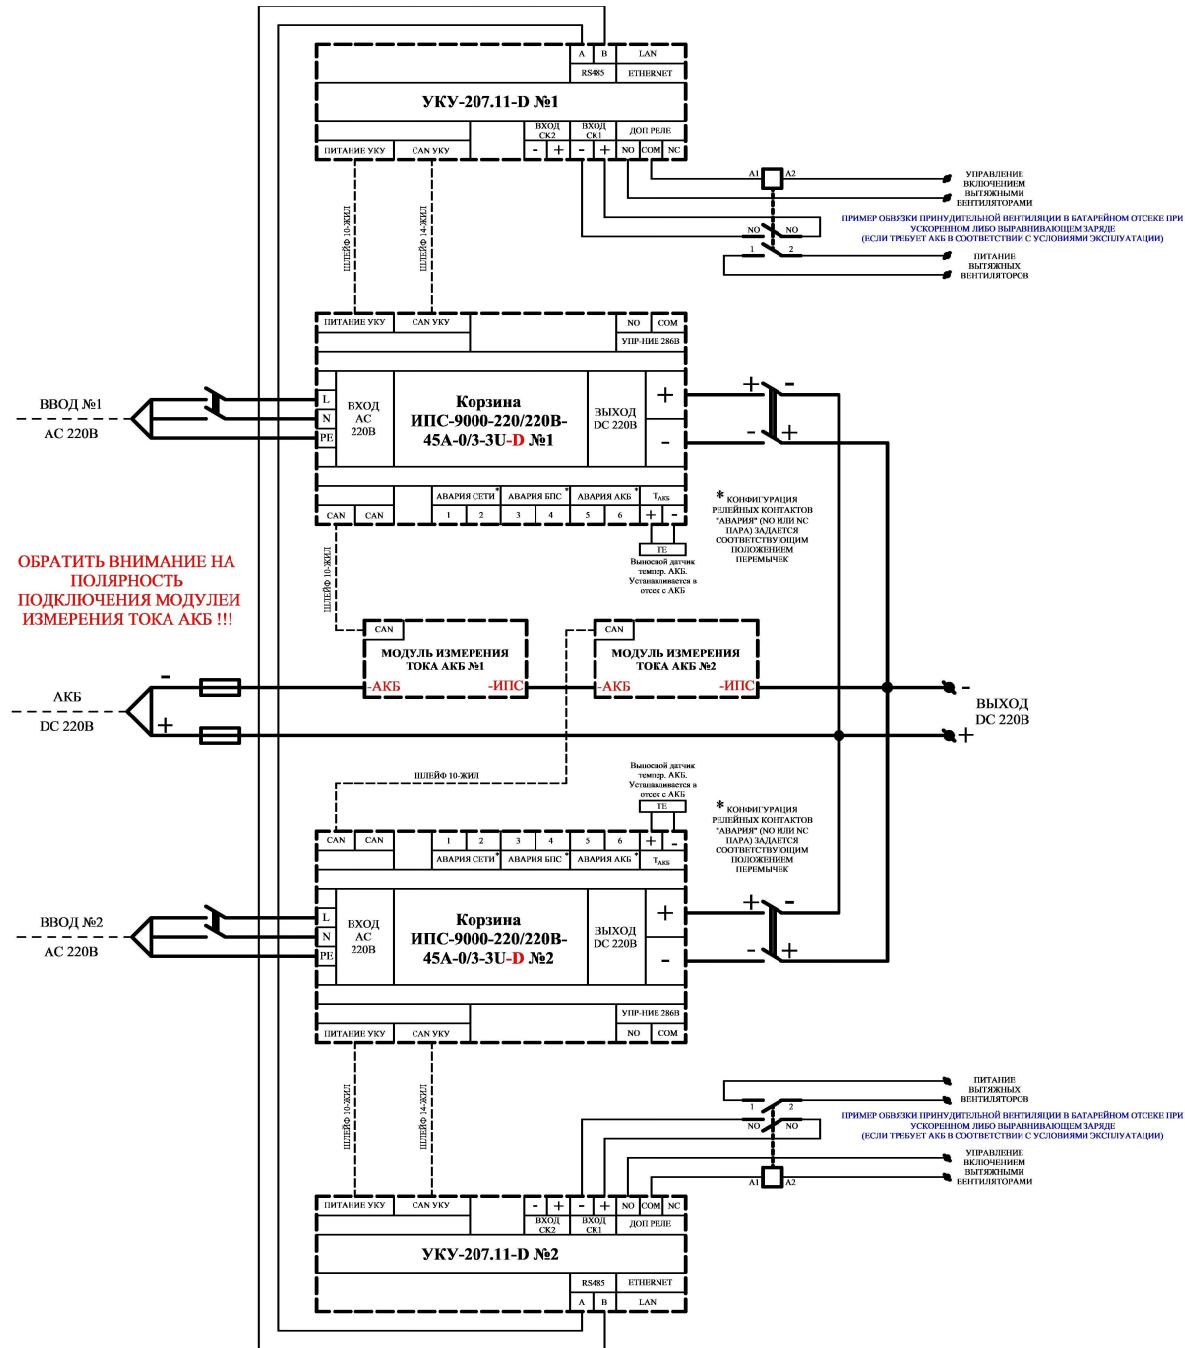 A B LAN
RS485 ETHERNET
УКУ-207.11-D №1
ВХОД СК2
ВХОД СК1
ДОП РЕЛЕ
ПИТАНИЕ УКУ CAN УКУ - + - + NO COM NC
ШЛЕЙФ 10-ЖИЛ
ШЛЕЙФ 14-ЖИЛ
A1 A2
УПРАВЛЕНИЕ
ВКЛЮЧЕНИЕМ
ВЫТЯЖНЫМИ
ВЕНТИЛЯТОРАМИ
ПРИМЕР ОБВЯЗКИ ПРИНУДИТЕЛЬНОЙ ВЕНТИЛЯЦИИ В БАТАРЕЙНОМ ОТСЕКЕ ПРИ
УСКОРЕННОМ ЛИБО ВЫРАВНИВАЮЩЕМ ЗАРЯДЕ
(ЕСЛИ ТРЕБУЕТ АКБ В СООТВЕТСТВИИ С УСЛОВИЯМИ ЭКСПЛУАТАЦИИ)
NO NO
1 2
ПИТАНИЕ
ВЫТЯЖНЫХ
ВЕНТИЛЯТОРОВ
ПИТАНИЕ УКУ CAN УКУ NO COM
УПР-НИЕ 286В
ВВОД №1
AC 220В
L
N
PE
ВХОД
AC
220В
Корзина
ИПС-9000-220/220В-
45А-0/3-3U-D №1
ВЫХОД
DC 220В
+
-
+ -
- +
АВАРИЯ СЕТИ* АВАРИЯ БПС* АВАРИЯ АКБ* TАКБ
CAN CAN 1 2 3 4 5 6 + -
TE
Выносной датчик
темпер. АКБ.
Устанавливается в
отсек с АКБ
* КОНФИГУРАЦИЯ
РЕЛЕЙНЫХ КОНТАКТОВ
"АВАРИЯ" (NO ИЛИ NC
ПАРА) ЗАДАЕТСЯ
СООТВЕТСТВУЮЩИМ
ПОЛОЖЕНИЕМ
ПЕРЕМЫЧЕК
ШЛЕЙФ 10-ЖИЛ
ОБРАТИТЬ ВНИМАНИЕ НА
ПОЛЯРНОСТЬ
ПОДКЛЮЧЕНИЯ МОДУЛЕЙ
ИЗМЕРЕНИЯ ТОКА АКБ !!!
CAN
МОДУЛЬ ИЗМЕРЕНИЯ
ТОКА АКБ №1
-АКБ -ИПС
CAN
МОДУЛЬ ИЗМЕРЕНИЯ
ТОКА АКБ №2
-АКБ -ИПС
АКБ
DC 220В
-
+
-
+
ВЫХОД
DC 220В
ШЛЕЙФ 10-ЖИЛ
Выносной датчик
темпер. АКБ.
Устанавливается в
отсек с АКБ
TE
* КОНФИГУРАЦИЯ
РЕЛЕЙНЫХ КОНТАКТОВ
"АВАРИЯ" (NO ИЛИ NC
ПАРА) ЗАДАЕТСЯ
СООТВЕТСТВУЮЩИМ
ПОЛОЖЕНИЕМ
ПЕРЕМЫЧЕК
CAN CAN 1 2 3 4 5 6 + -
АВАРИЯ СЕТИ* АВАРИЯ БПС* АВАРИЯ АКБ* TАКБ
ВВОД №2
AC 220В
L
N
PE
ВХОД
AC
220В
Корзина
ИПС-9000-220/220В-
45А-0/3-3U-D №2
ВЫХОД
DC 220В
+
-
+ -
- +
УПР-НИЕ 286В
ПИТАНИЕ УКУ CAN УКУ NO COM
ШЛЕЙФ 10-ЖИЛ
ШЛЕЙФ 14-ЖИЛ
ПИТАНИЕ
ВЫТЯЖНЫХ
ВЕНТИЛЯТОРОВ
1 2
NO NO
ПРИМЕР ОБВЯЗКИ ПРИНУДИТЕЛЬНОЙ ВЕНТИЛЯЦИИ В БАТАРЕЙНОМ ОТСЕКЕ ПРИ
УСКОРЕННОМ ЛИБО ВЫРАВНИВАЮЩЕМ ЗАРЯДЕ
(ЕСЛИ ТРЕБУЕТ АКБ В СООТВЕТСТВИИ С УСЛОВИЯМИ ЭКСПЛУАТАЦИИ)
УПРАВЛЕНИЕ
ВКЛЮЧЕНИЕМ
ВЫТЯЖНЫМИ
ВЕНТИЛЯТОРАМИ
A1 A2
ПИТАНИЕ УКУ CAN УКУ - + - + NO COM NC
ВХОД СК2
ВХОД СК1
ДОП РЕЛЕ
УКУ-207.11-D №2
RS485 ETHERNET
A B LAN